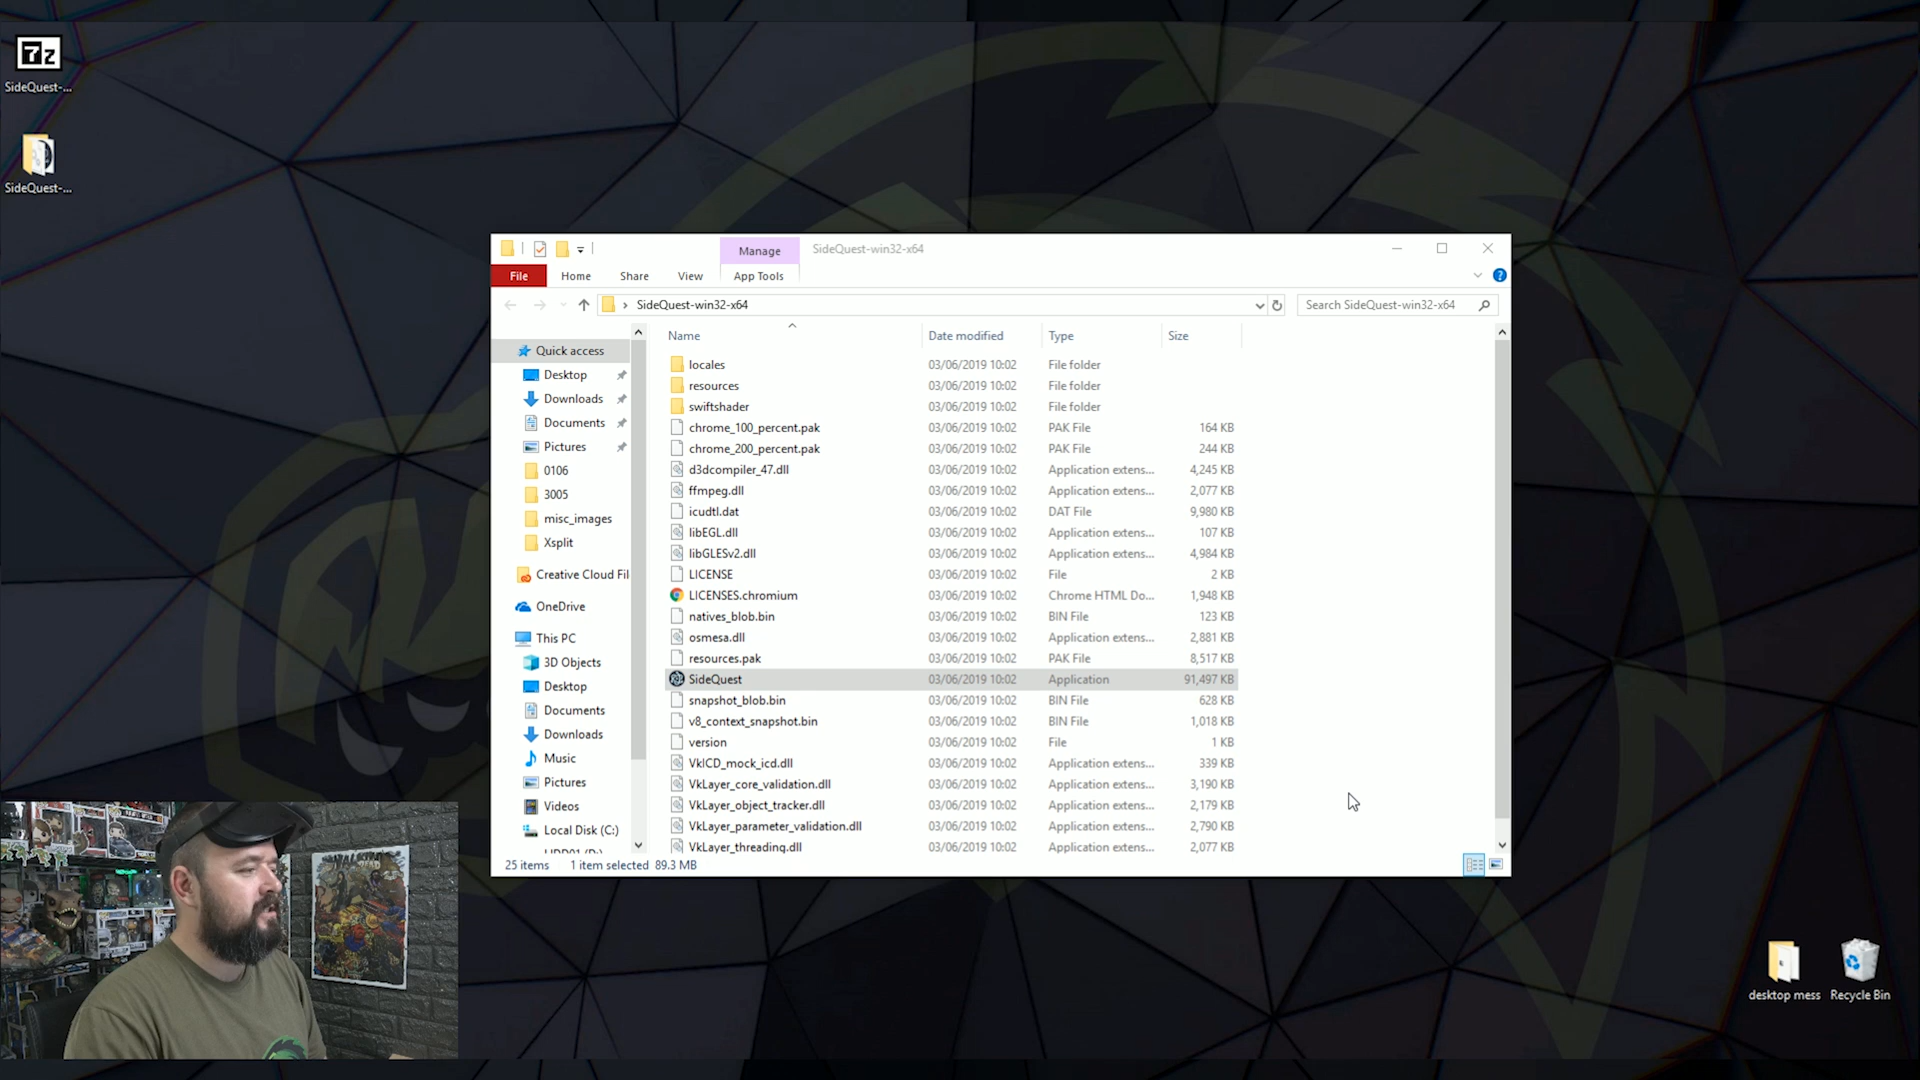 7z
SideQuest-...
SideQuest-...
Manage
SideQuest-win32-x64
File
Home
Share
View
App Tools
SideQuest-win32-x64
Search SideQuest-win32-x64
Name
Date modified
Type
Size
Quick access
Desktop
Downloads
Documents
Pictures
0106
3005
misc_images
Xsplit
Creative Cloud Fil
OneDrive
This PC
3D Objects
Desktop
Documents
Downloads
Music
Pictures
Videos
Local Disk (C:)
locales 03/06/2019 10:02 File folder
resources 03/06/2019 10:02 File folder
swiftshader 03/06/2019 10:02 File folder
chrome_100_percent.pak 03/06/2019 10:02 PAK File 164 KB
chrome_200_percent.pak 03/06/2019 10:02 PAK File 244 KB
d3dcompiler_47.dll 03/06/2019 10:02 Application extens... 4,245 KB
ffmpeg.dll 03/06/2019 10:02 Application extens... 2,077 KB
icudtl.dat 03/06/2019 10:02 DAT File 9,980 KB
libEGL.dll 03/06/2019 10:02 Application extens... 107 KB
libGLESv2.dll 03/06/2019 10:02 Application extens... 4,984 KB
LICENSE 03/06/2019 10:02 File 2 KB
LICENSES.chromium 03/06/2019 10:02 Chrome HTML Do... 1,948 KB
natives_blob.bin 03/06/2019 10:02 BIN File 123 KB
osmesa.dll 03/06/2019 10:02 Application extens... 2,881 KB
resources.pak 03/06/2019 10:02 PAK File 8,517 KB
SideQuest 03/06/2019 10:02 Application 91,497 KB
snapshot_blob.bin 03/06/2019 10:02 BIN File 628 KB
v8_context_snapshot.bin 03/06/2019 10:02 BIN File 1,018 KB
version 03/06/2019 10:02 File 1 KB
VkICD_mock_icd.dll 03/06/2019 10:02 Application extens... 339 KB
VkLayer_core_validation.dll 03/06/2019 10:02 Application extens... 3,190 KB
VkLayer_object_tracker.dll 03/06/2019 10:02 Application extens... 2,179 KB
VkLayer_parameter_validation.dll 03/06/2019 10:02 Application extens... 2,790 KB
VkLayer_threading.dll 03/06/2019 10:02 Application extens... 2,077 KB
25 items 1 item selected 89.3 MB
desktop mess
Recycle Bin